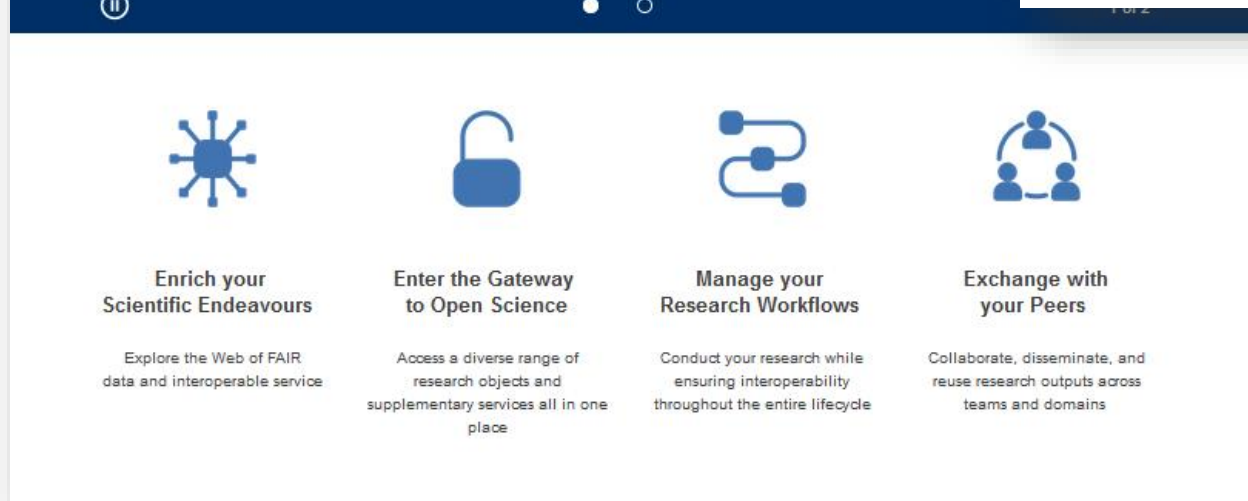 1 of 2
Enrich your
Scientific Endeavours
Explore the Web of FAIR
data and interoperable service
Enter the Gateway
to Open Science
Access a diverse range of
research objects and
supplementary services all in one
place
Manage your
Research Workflows
Conduct your research while
ensuring interoperability
throughout the entire lifecycle
Exchange with
your Peers
Collaborate, disseminate, and
reuse research outputs across
teams and domains